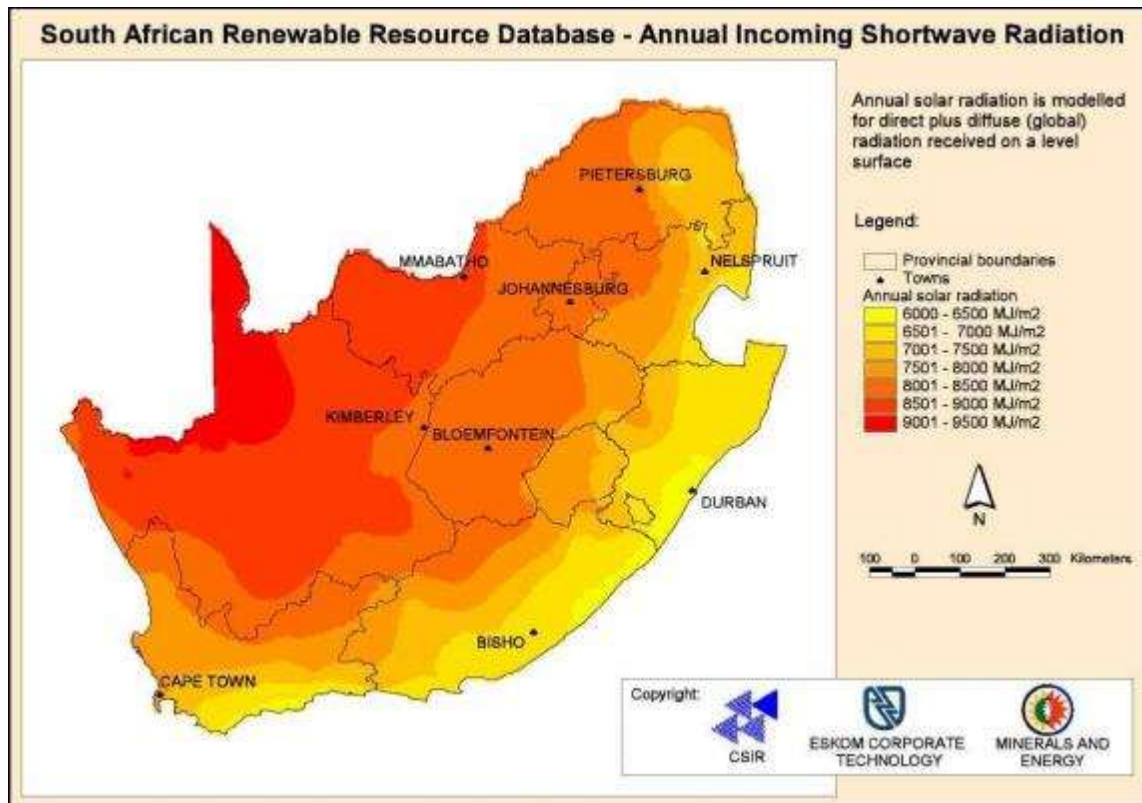 South African Renewable Resource Database - Annual Incoming Shortwave Radiation
Annual solar radiation is modelled
for direct plus diffuse (global)
radiation received on a level
surface
PIETERSBURG
Legend:
MMABATHO
NELSPRUIT
JOHANNESBURG
Provincial boundaries
Towns
Annual solar radiation
6000 - 6500 MJ/m2
6501 - 7000 MJ/m2
7001 - 7500 MJ/m2
7501 - 8000 MJ/m2
8001 - 8500 MJ/m2
8501 - 9000 MJ/m2
9001 - 9500 MJ/m2
KIMBERLEY
BLOEMFONTEIN
DURBAN
N
100 0 100 200 300 Kilometers
BISHO
CAPE TOWN
Copyright:
CSIR
ESKOM CORPORATE
TECHNOLOGY
MINERALS AND
ENERGY